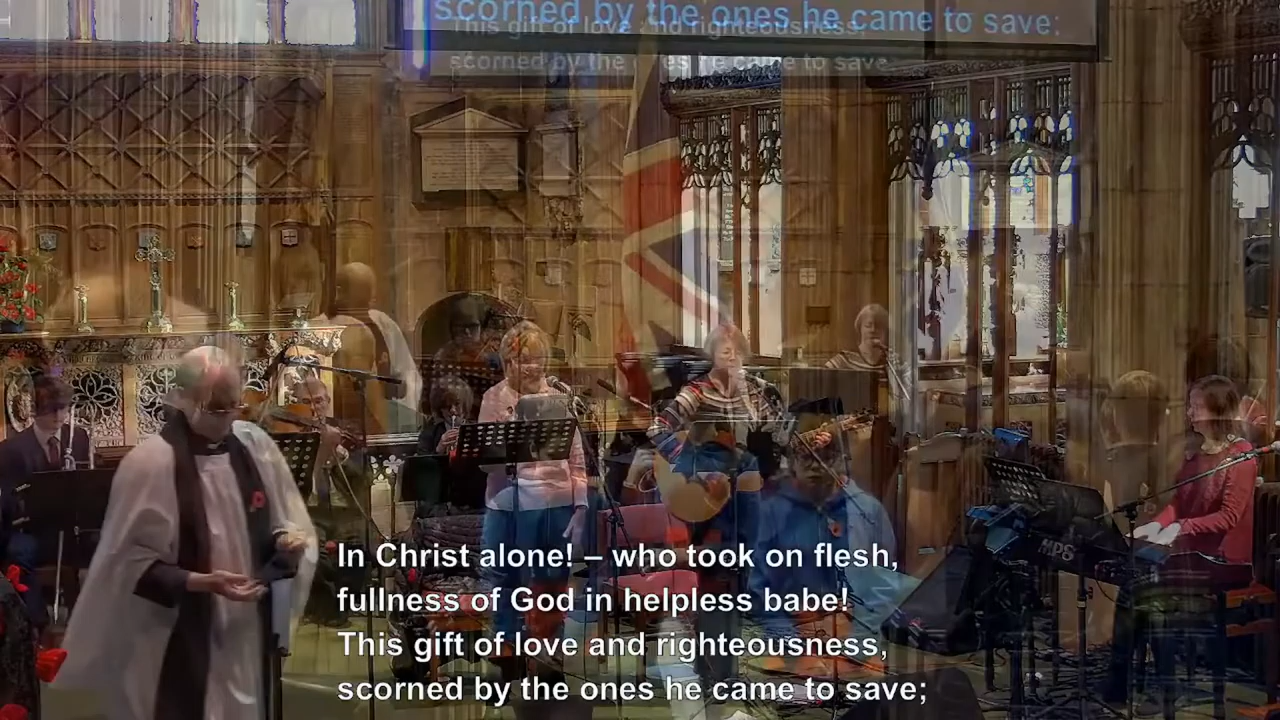 scorned by the ones he came to save;
This gift of love and righteousness,
scorned by the ones he came to save
In Christ alone! – who took on flesh,
fullness of God in helpless babe!
This gift of love and righteousness,
scorned by the ones he came to save;
MP8